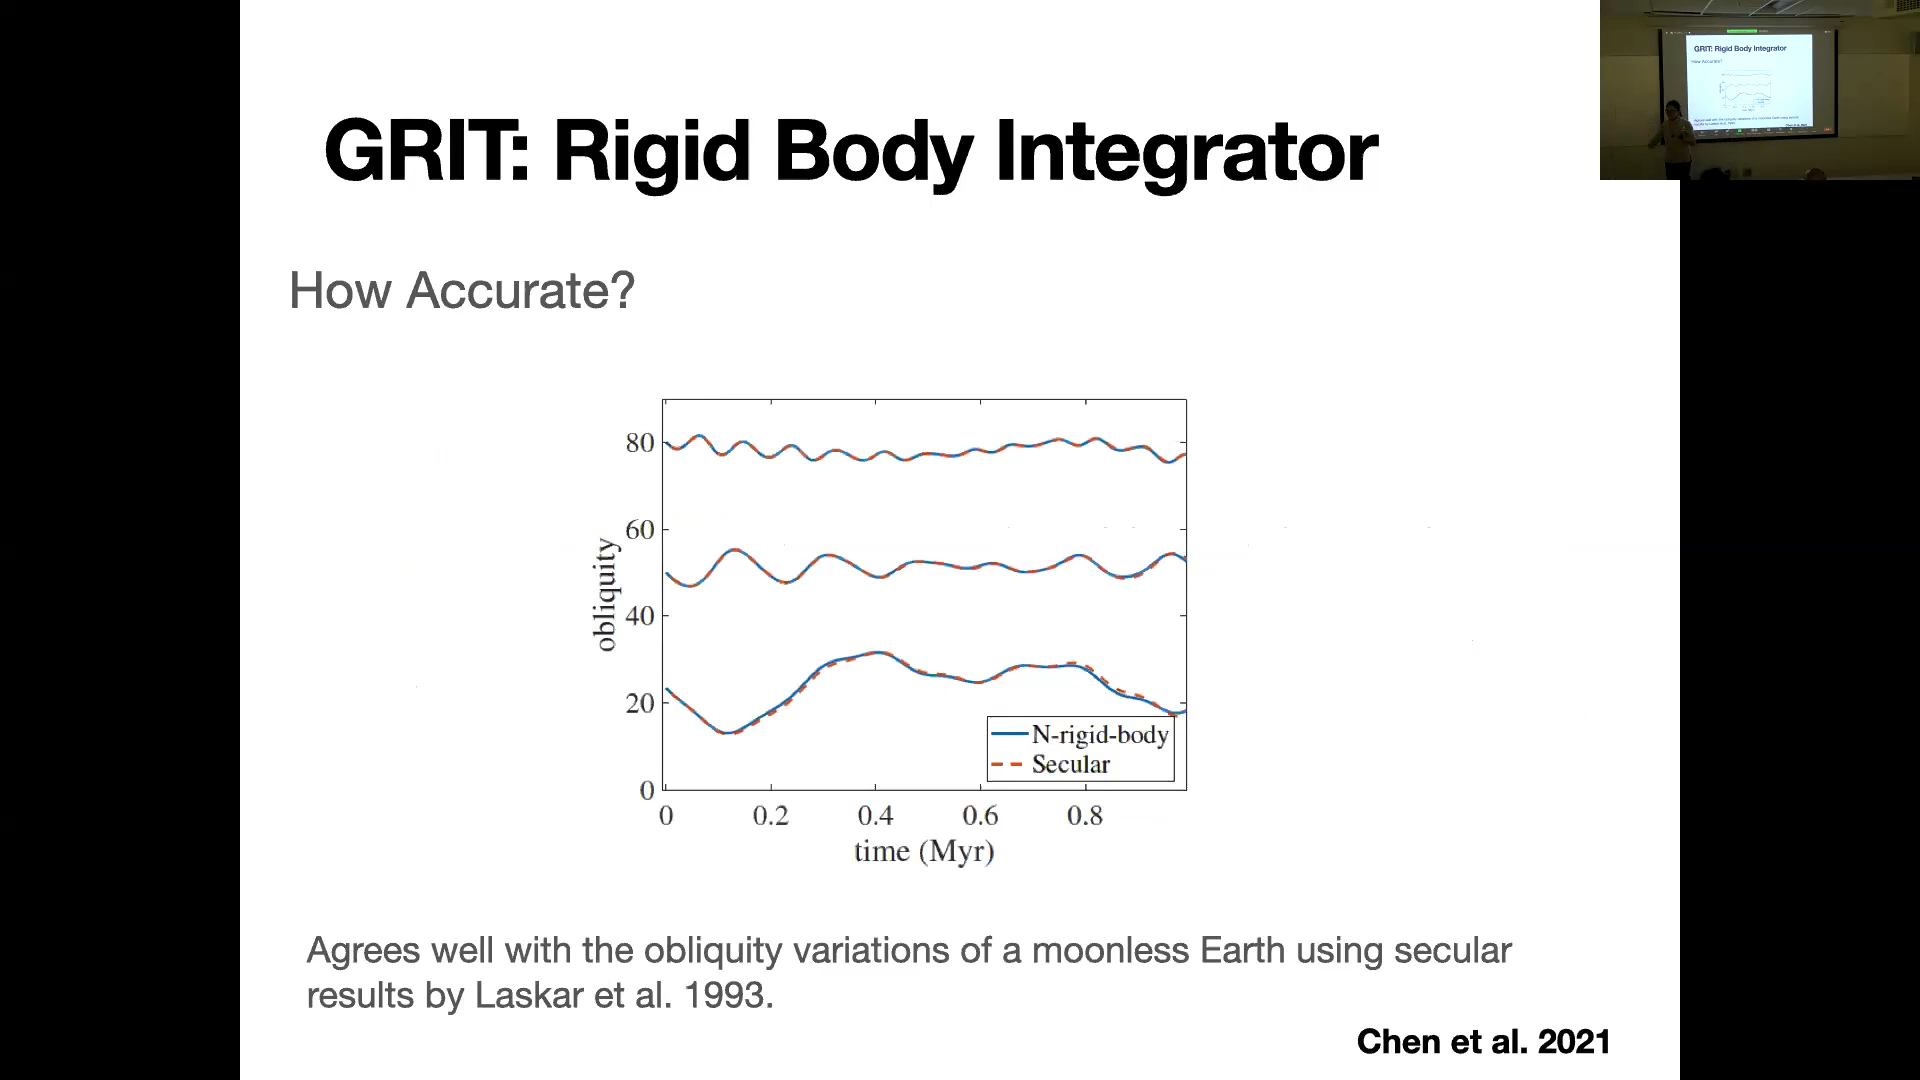 GRIT: Rigid Body Integrator
How Accurate?
80
60
40
20
0
obliquity
N-rigid-body
Secular
0 0.2 0.4 0.6 0.8
time (Myr)
Agrees well with the obliquity variations of a moonless Earth using secular
results by Laskar et al. 1993.
Chen et al. 2021
GRIT: Rigid Body Integrator
How Accurate?